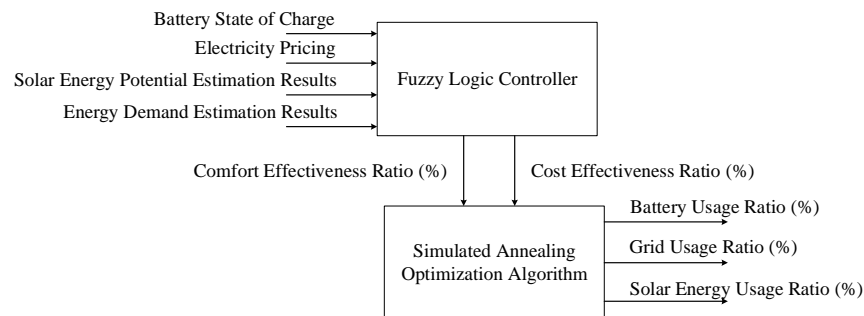 Battery State of Charge
Electricity Pricing
Solar Energy Potential Estimation Results
Energy Demand Estimation Results
Fuzzy Logic Controller
Comfort Effectiveness Ratio (%)
Cost Effectiveness Ratio (%)
Simulated Annealing
Optimization Algorithm
Battery Usage Ratio (%)
Grid Usage Ratio (%)
Solar Energy Usage Ratio (%)